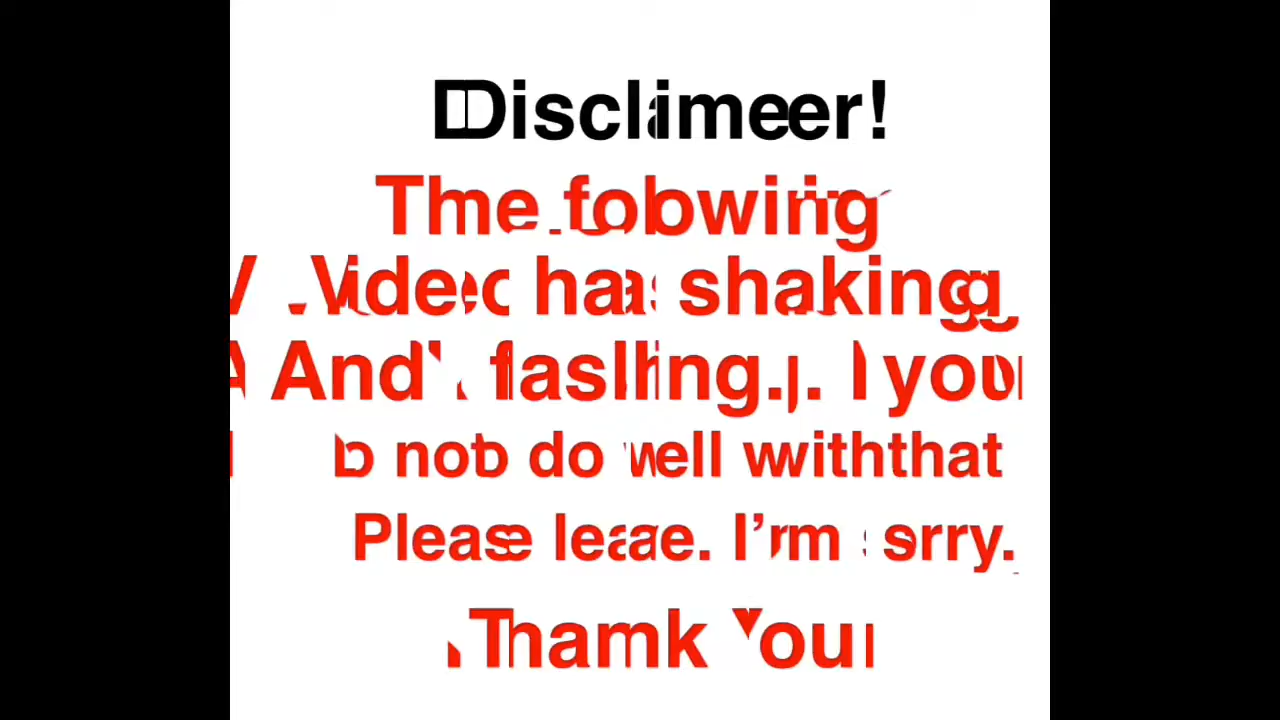 Disclaimer!
The following
Video has shaking
And flashing. If you
Do not do well with that
Please leave. I'm sorry.
Thank You